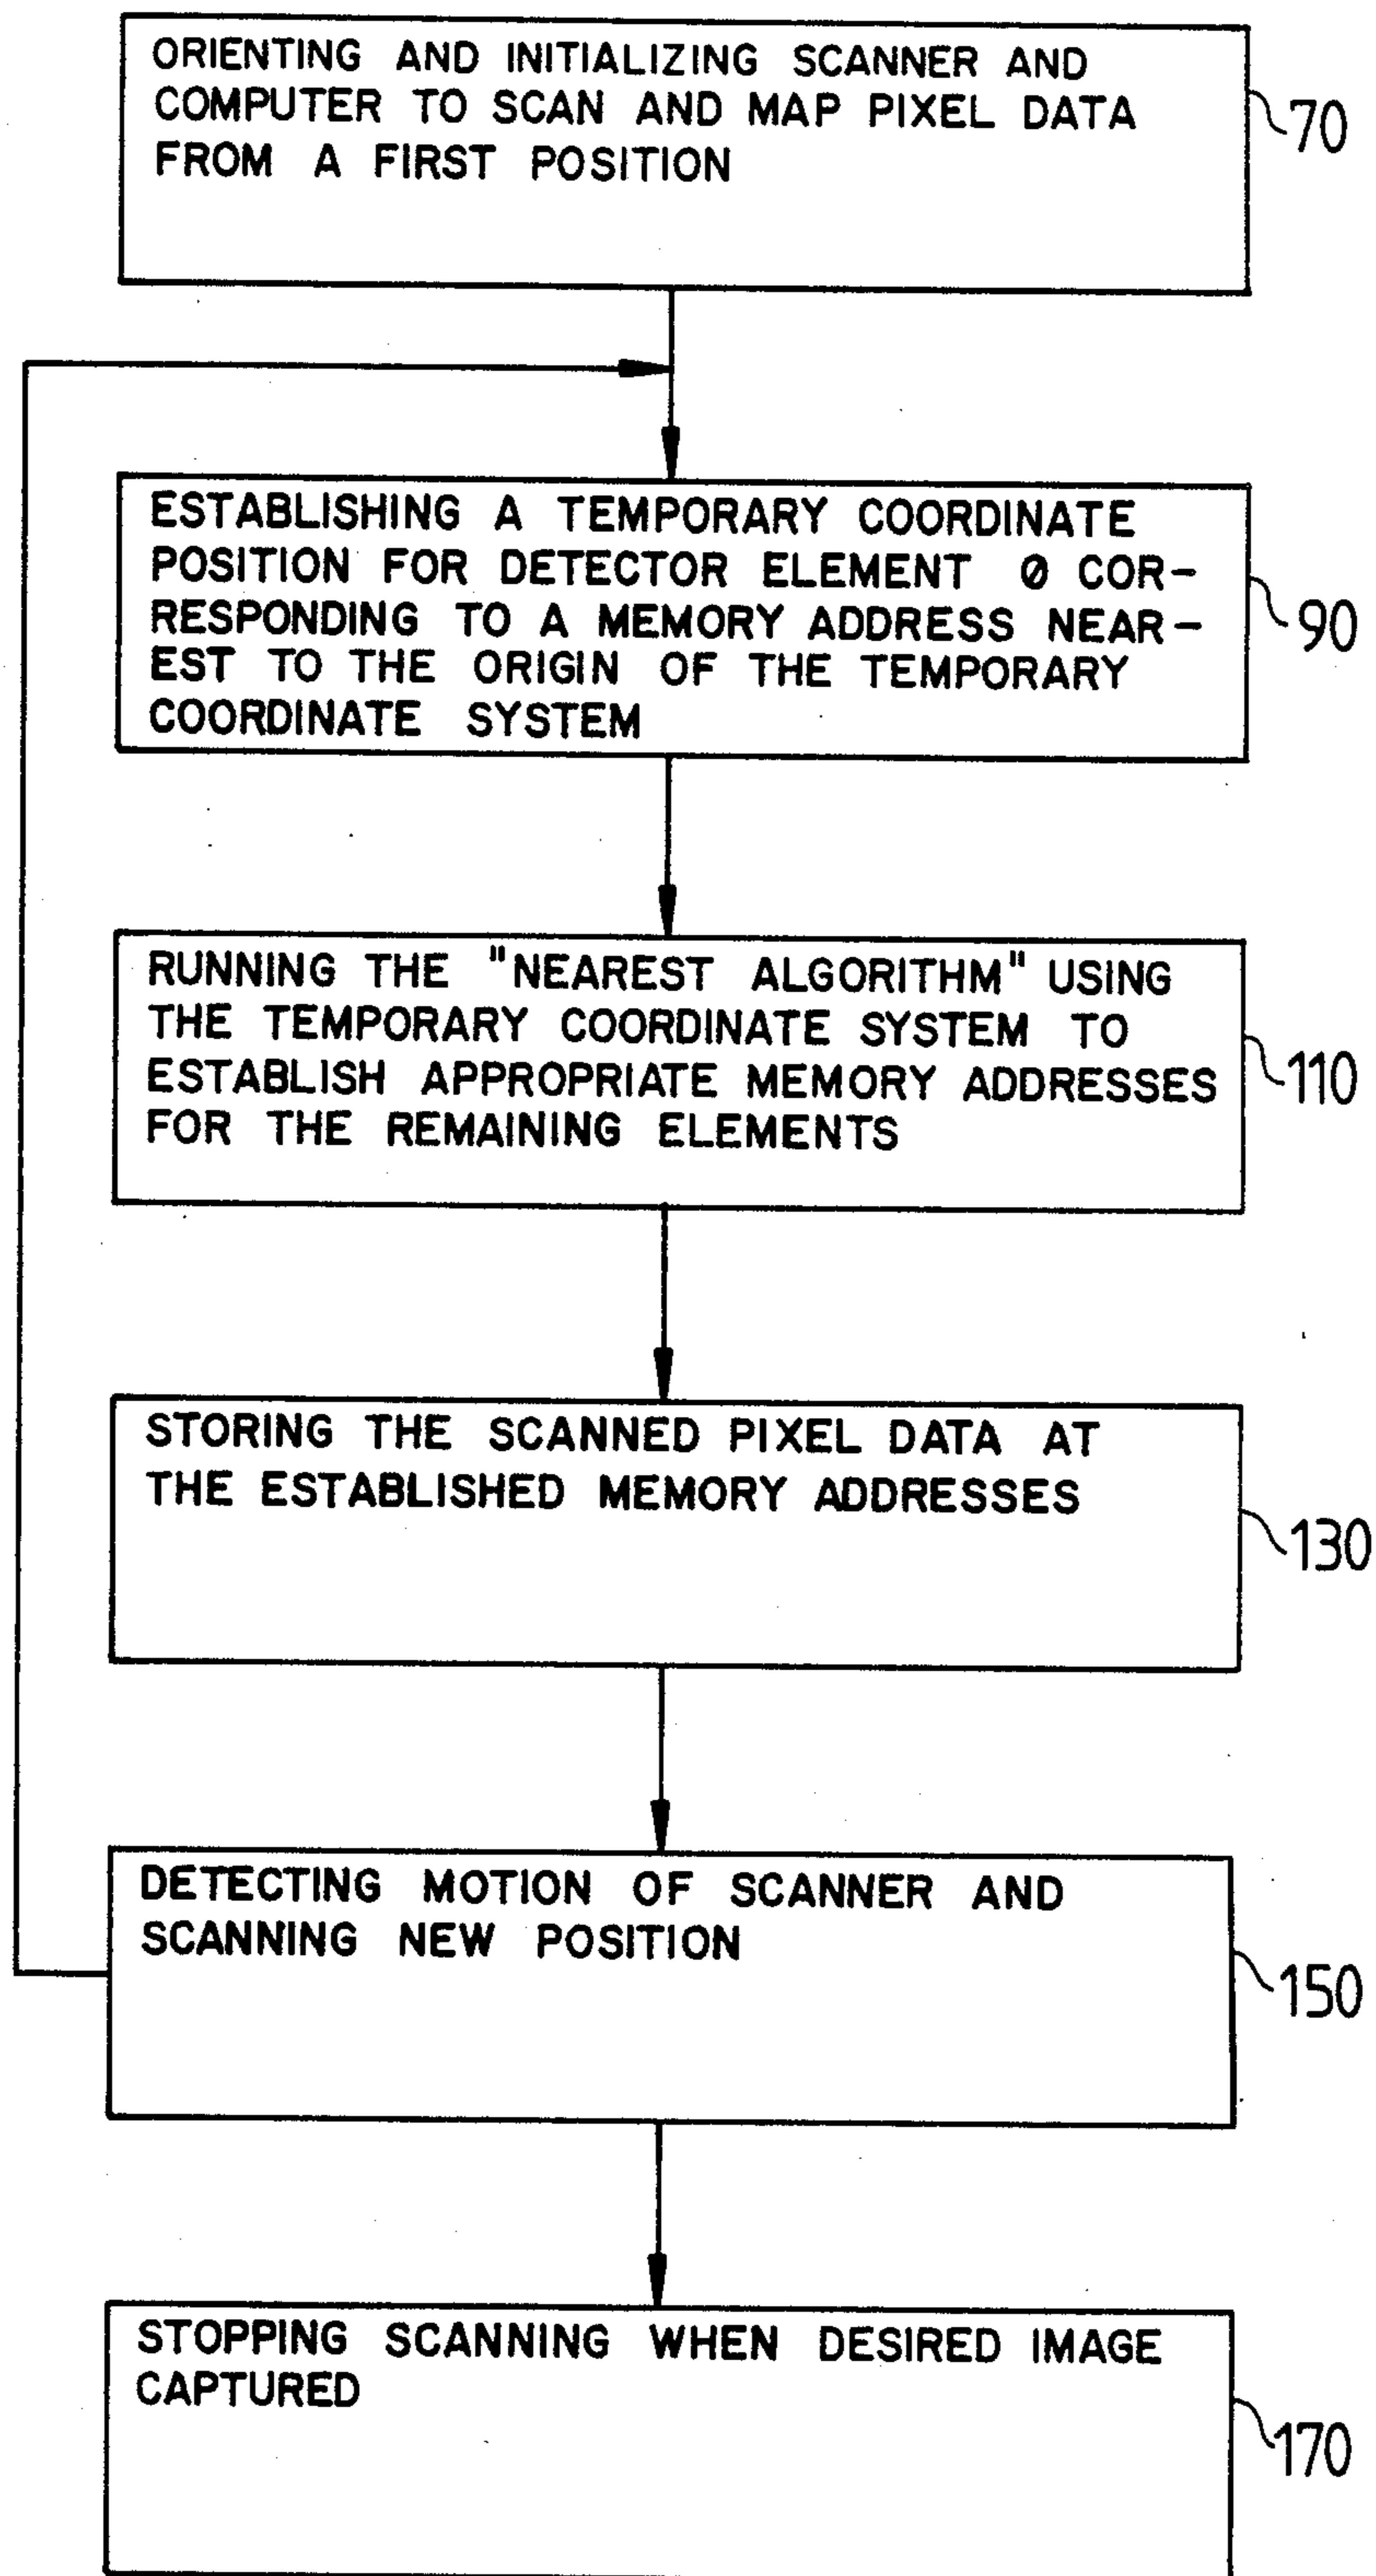 ORIENTING AND INITIALIZING SCANNER AND
COMPUTER TO SCAN AND MAP PIXEL DATA
FROM A FIRST POSITION
70
ESTABLISHING A TEMPORARY COORDINATE
POSITION FOR DETECTOR ELEMENT 0 COR-
RESPONDING TO A MEMORY ADDRESS NEAR-
EST TO THE ORIGIN OF THE TEMPORARY
COORDINATE SYSTEM
90
RUNNING THE "NEAREST ALGORITHM" USING
THE TEMPORARY COORDINATE SYSTEM TO
ESTABLISH APPROPRIATE MEMORY ADDRESSES
FOR THE REMAINING ELEMENTS
110
STORING THE SCANNED PIXEL DATA AT
THE ESTABLISHED MEMORY ADDRESSES
130
DETECTING MOTION OF SCANNER AND
SCANNING NEW POSITION
150
STOPPING SCANNING WHEN DESIRED IMAGE
CAPTURED
170